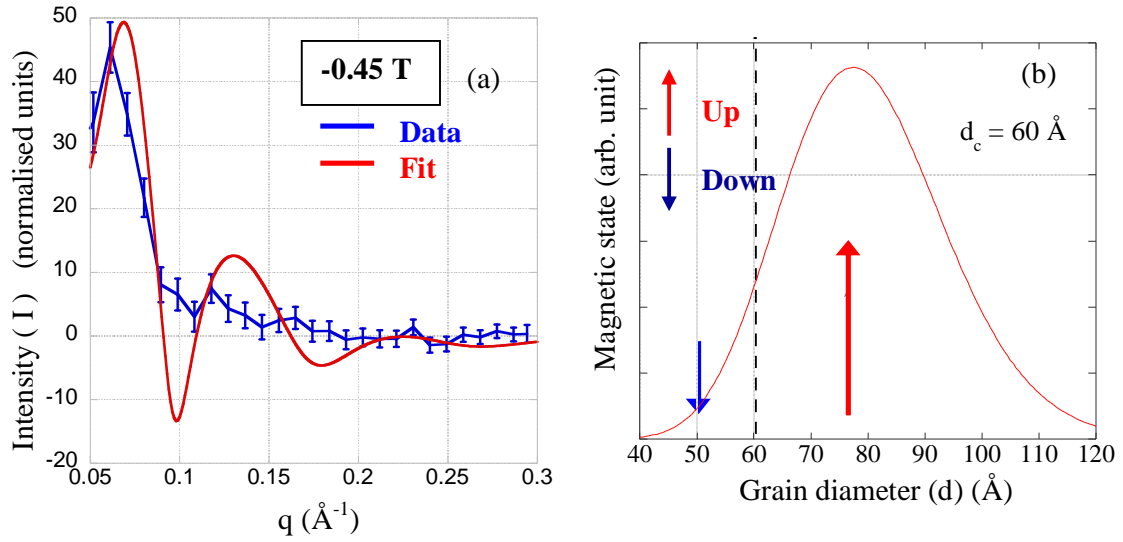 50
40
30
20
10
0
-10
-20
0.05
0.1
0.15
0.2
0.25
0.3
Intensity ( I ) (normalised units)
q (Å⁻¹)
-0.45 T
(a)
Data
Fit
Magnetic state (arb. unit)
(b)
Up
d_c = 60 Å
Down
40
50
60
70
80
90
100
110
120
Grain diameter (d) (Å)